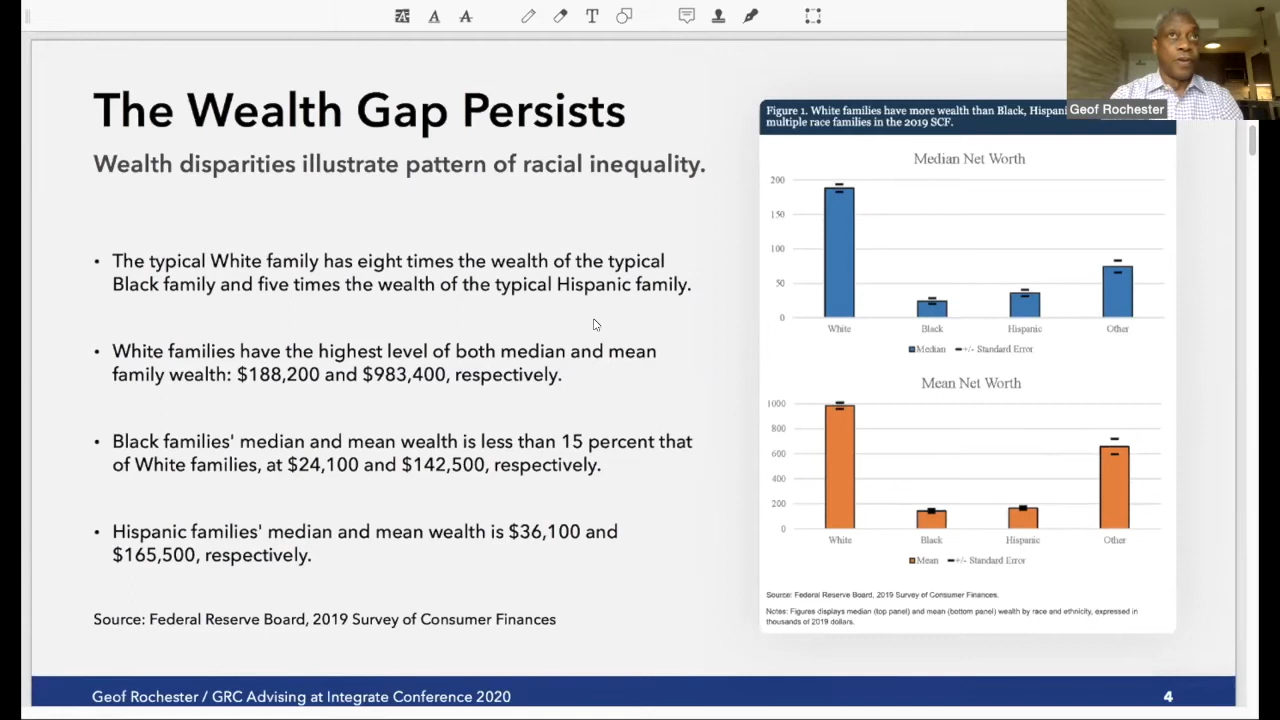 The Wealth Gap Persists
Wealth disparities illustrate pattern of racial inequality.
• The typical White family has eight times the wealth of the typical
Black family and five times the wealth of the typical Hispanic family.
• White families have the highest level of both median and mean
family wealth: $188,200 and $983,400, respectively.
• Black families' median and mean wealth is less than 15 percent that
of White families, at $24,100 and $142,500, respectively.
• Hispanic families' median and mean wealth is $36,100 and
$165,500, respectively.
Source: Federal Reserve Board, 2019 Survey of Consumer Finances
Geof Rochester
Figure 1. White families have more wealth than Black,
multiple race families in the 2019 SCF.
Median Net Worth
200
150
100
50
0
White Black Hispanic Other
Median +/- Standard Error
Mean Net Worth
1000
800
600
400
200
0
White Black Hispanic Other
Mean +/- Standard Error
Source: Federal Reserve Board, 2019 Survey of Consumer Finances.
Notes: Figures displays median (top panel) and mean (bottom panel) wealth by race and ethnicity, expressed in
thousands of 2019 dollars.
Geof Rochester / GRC Advising at Integrate Conference 2020
4